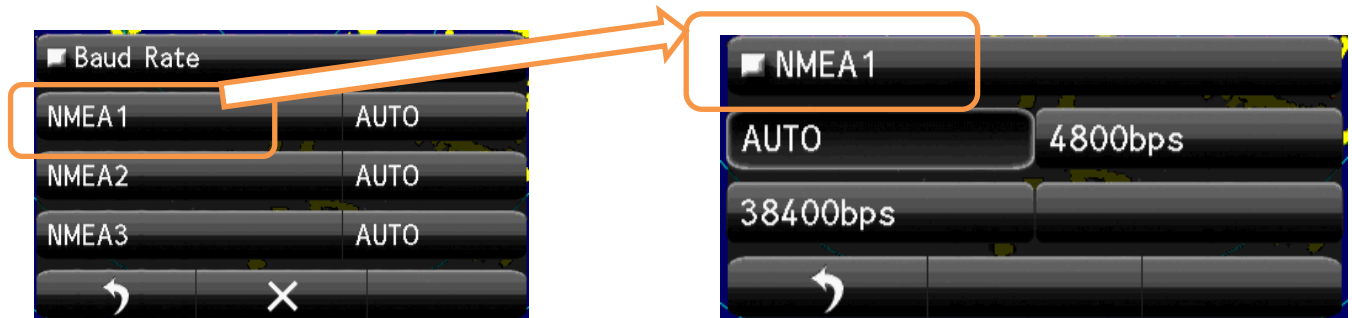 Baud Rate
NMEA1 AUTO
NMEA2 AUTO
NMEA3 AUTO
NMEA1
AUTO 4800bps
38400bps